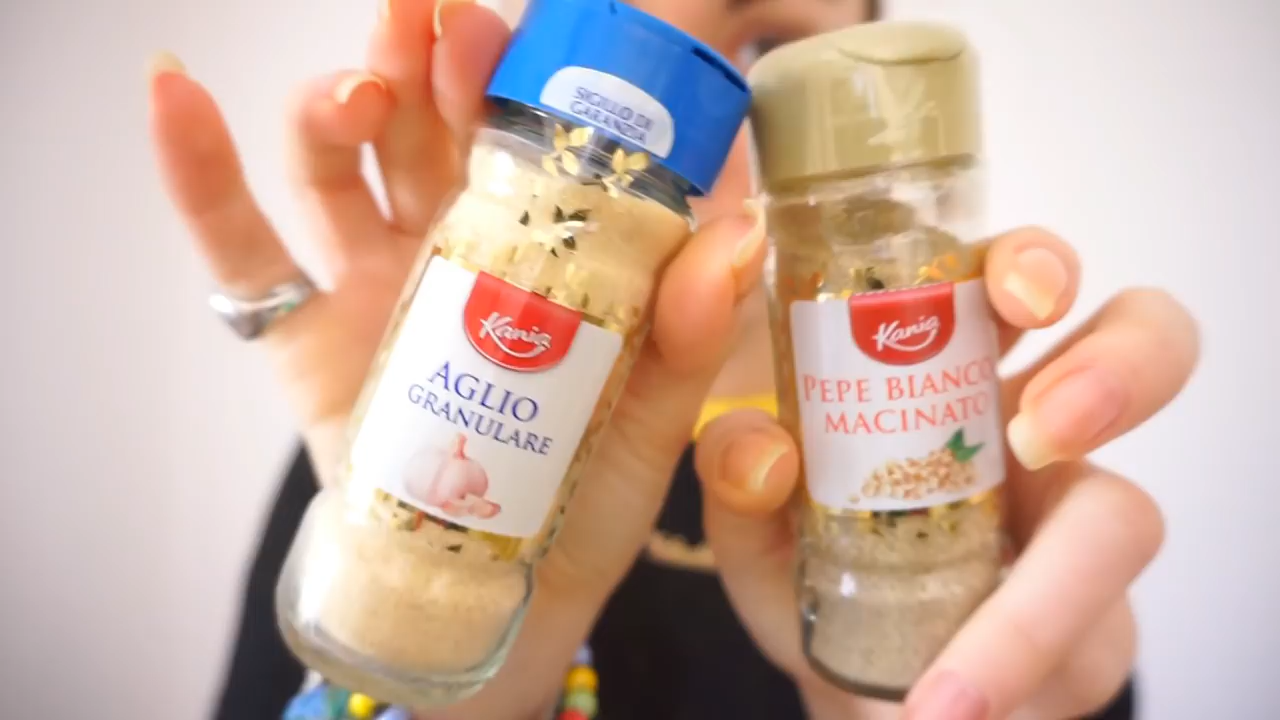 SIGILLO DI
GARANZIA
Kania
AGLIO
GRANULARE
Kania
PEPE BIANCO
MACINATO